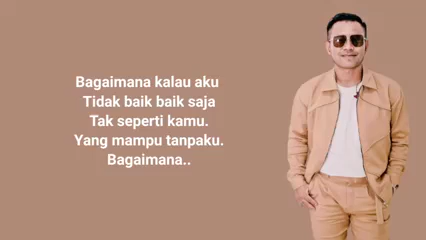 Bagaimana kalau aku
Tidak baik baik saja
Tak seperti kamu.
Yang mampu tanpaku.
Bagaimana..